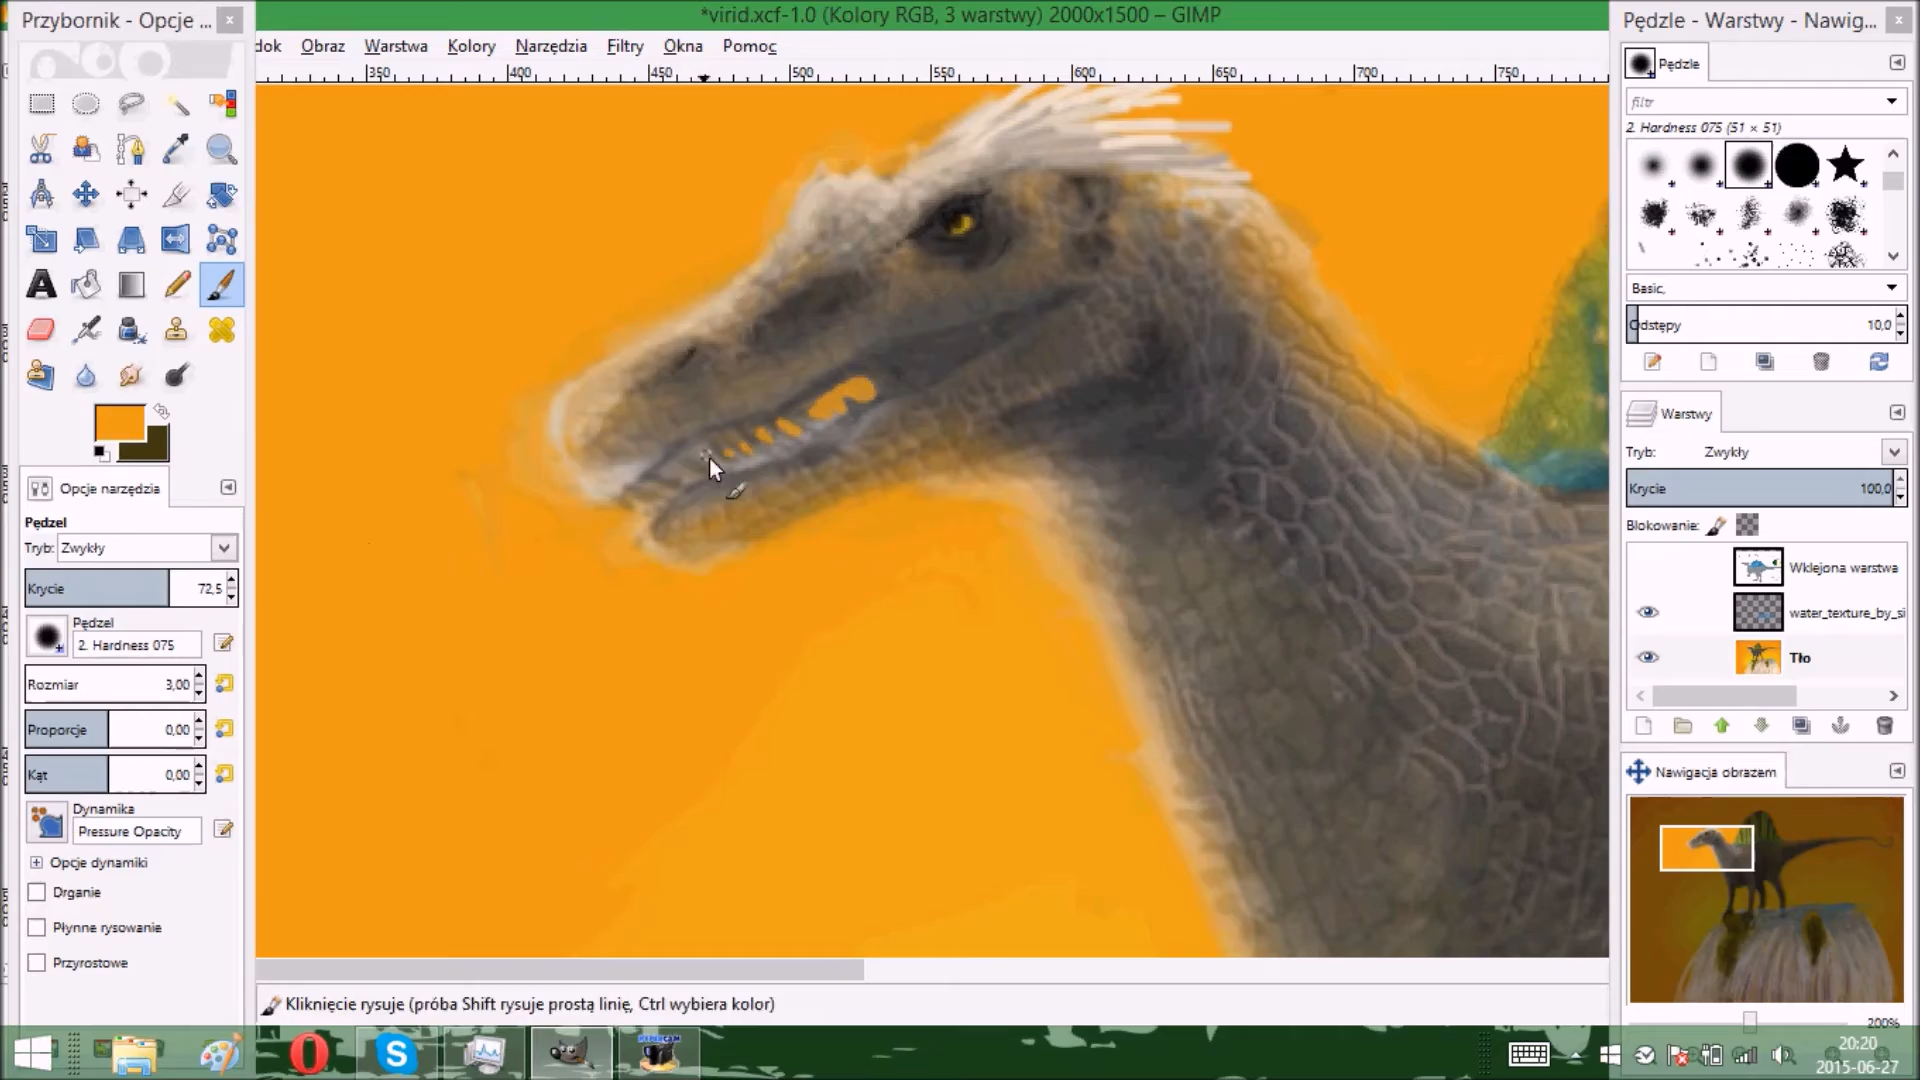 Przybornik - Opcje ...
*virid.xcf-1.0 (Kolory RGB, 3 warstwy) 2000x1500 – GIMP
Pędzle - Warstwy - Nawig...
dok Obraz Warstwa Kolory Narzędzia Filtry Okna Pomoc
350 400 450 500 550 600 650 700 750
Opcje narzędzia
Pędzel
Tryb: Zwykły
Krycie 72,5
Pędzel
2. Hardness 075
Rozmiar 3,00
Proporcje 0,00
Kąt 0,00
Dynamika
Pressure Opacity
Opcje dynamiki
Drganie
Płynne rysowanie
Przyrostowe
Pędzle
filtr
2. Hardness 075 (51 × 51)
Basic,
Odstępy 10,0
Warstwy
Tryb: Zwykły
Krycie 100,0
Blokowanie:
Wklejona warstwa
water_texture_by_si
Tło
Nawigacja obrazem
200%
Kliknięcie rysuje (próba Shift rysuje prostą linię, Ctrl wybiera kolor)
HYPERCAM
20:20
2015-06-27